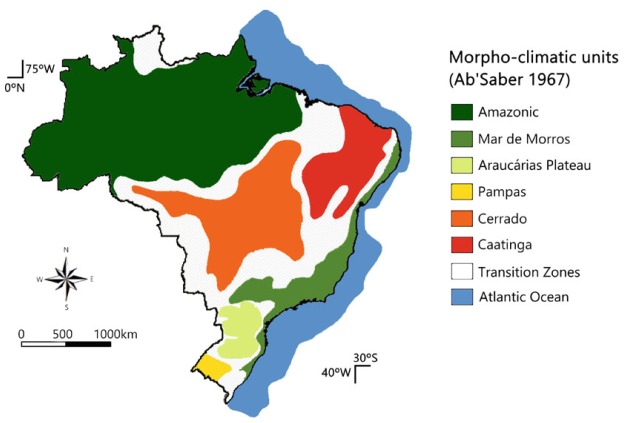 75ºW
0ºN
Morpho-climatic units
(Ab'Saber 1967)
Amazonic
Mar de Morros
Araucárias Plateau
Pampas
Cerrado
Caatinga
Transition Zones
Atlantic Ocean
N
W E
S
0 500 1000km
30ºS
40ºW